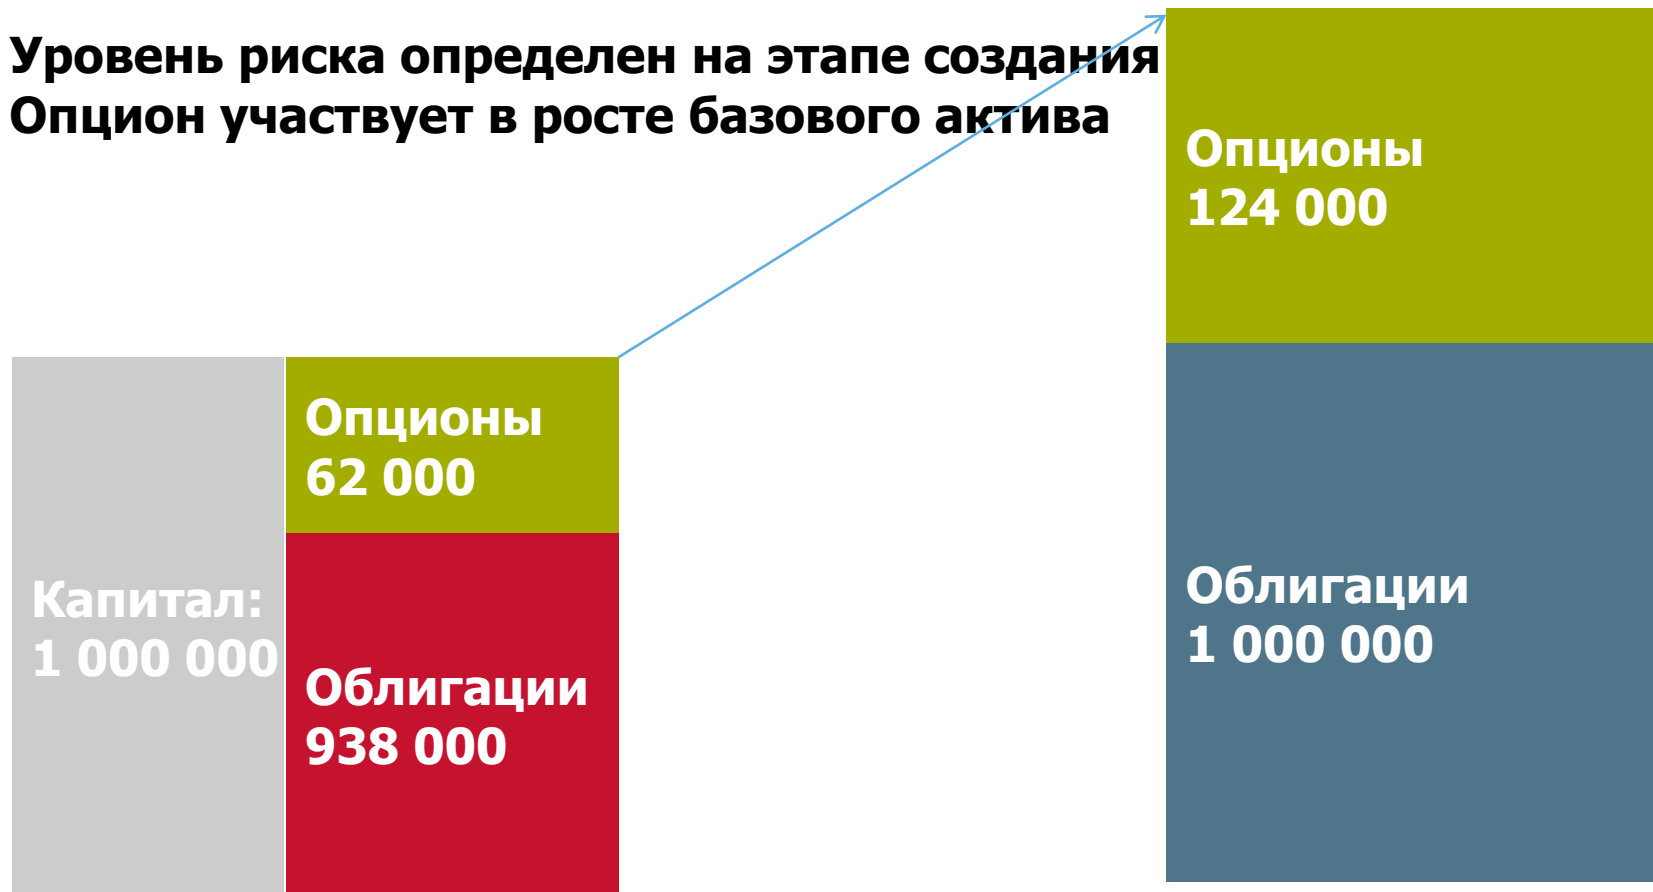 Уровень риска определен на этапе создания
Опцион участвует в росте базового актива
Опционы
124 000
Опционы
62 000
Капитал:
1 000 000
Облигации
938 000
Облигации
1 000 000